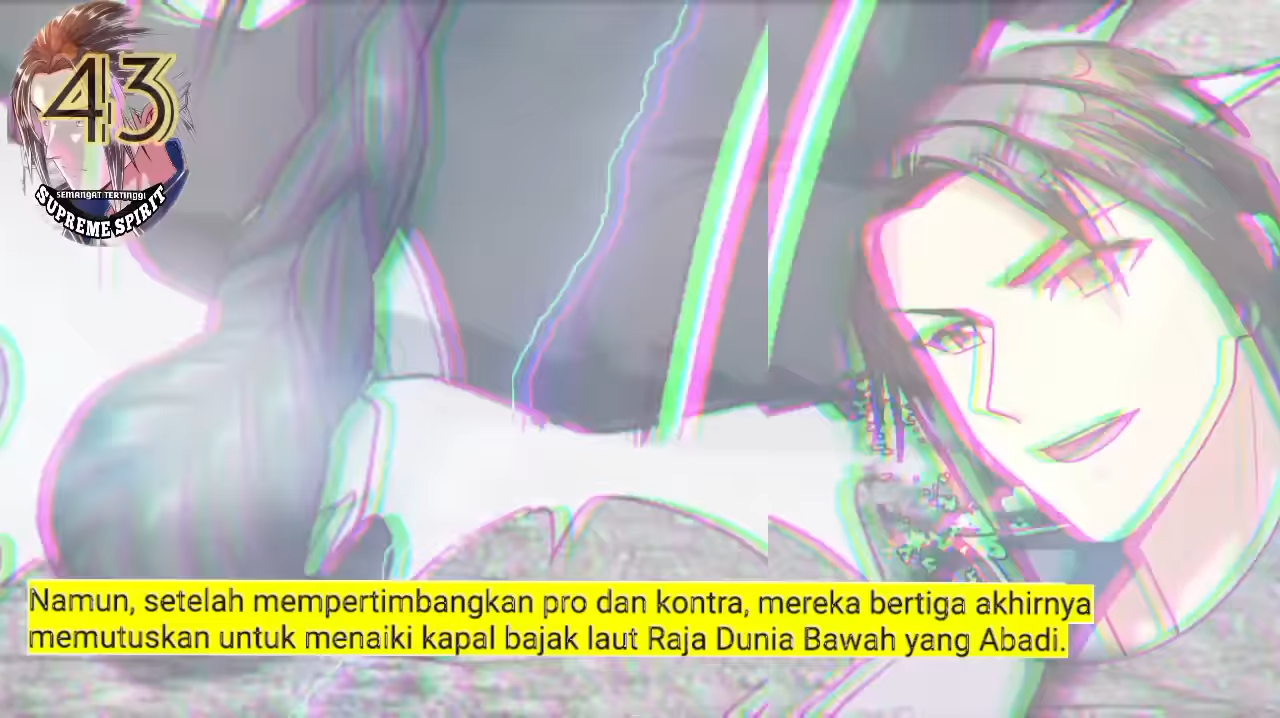 43
SEMANGAT TERTINGGI
SUPREME SPIRIT
Namun, setelah mempertimbangkan pro dan kontra, mereka bertiga akhirnya
memutuskan untuk menaiki kapal bajak laut Raja Dunia Bawah yang Abadi.